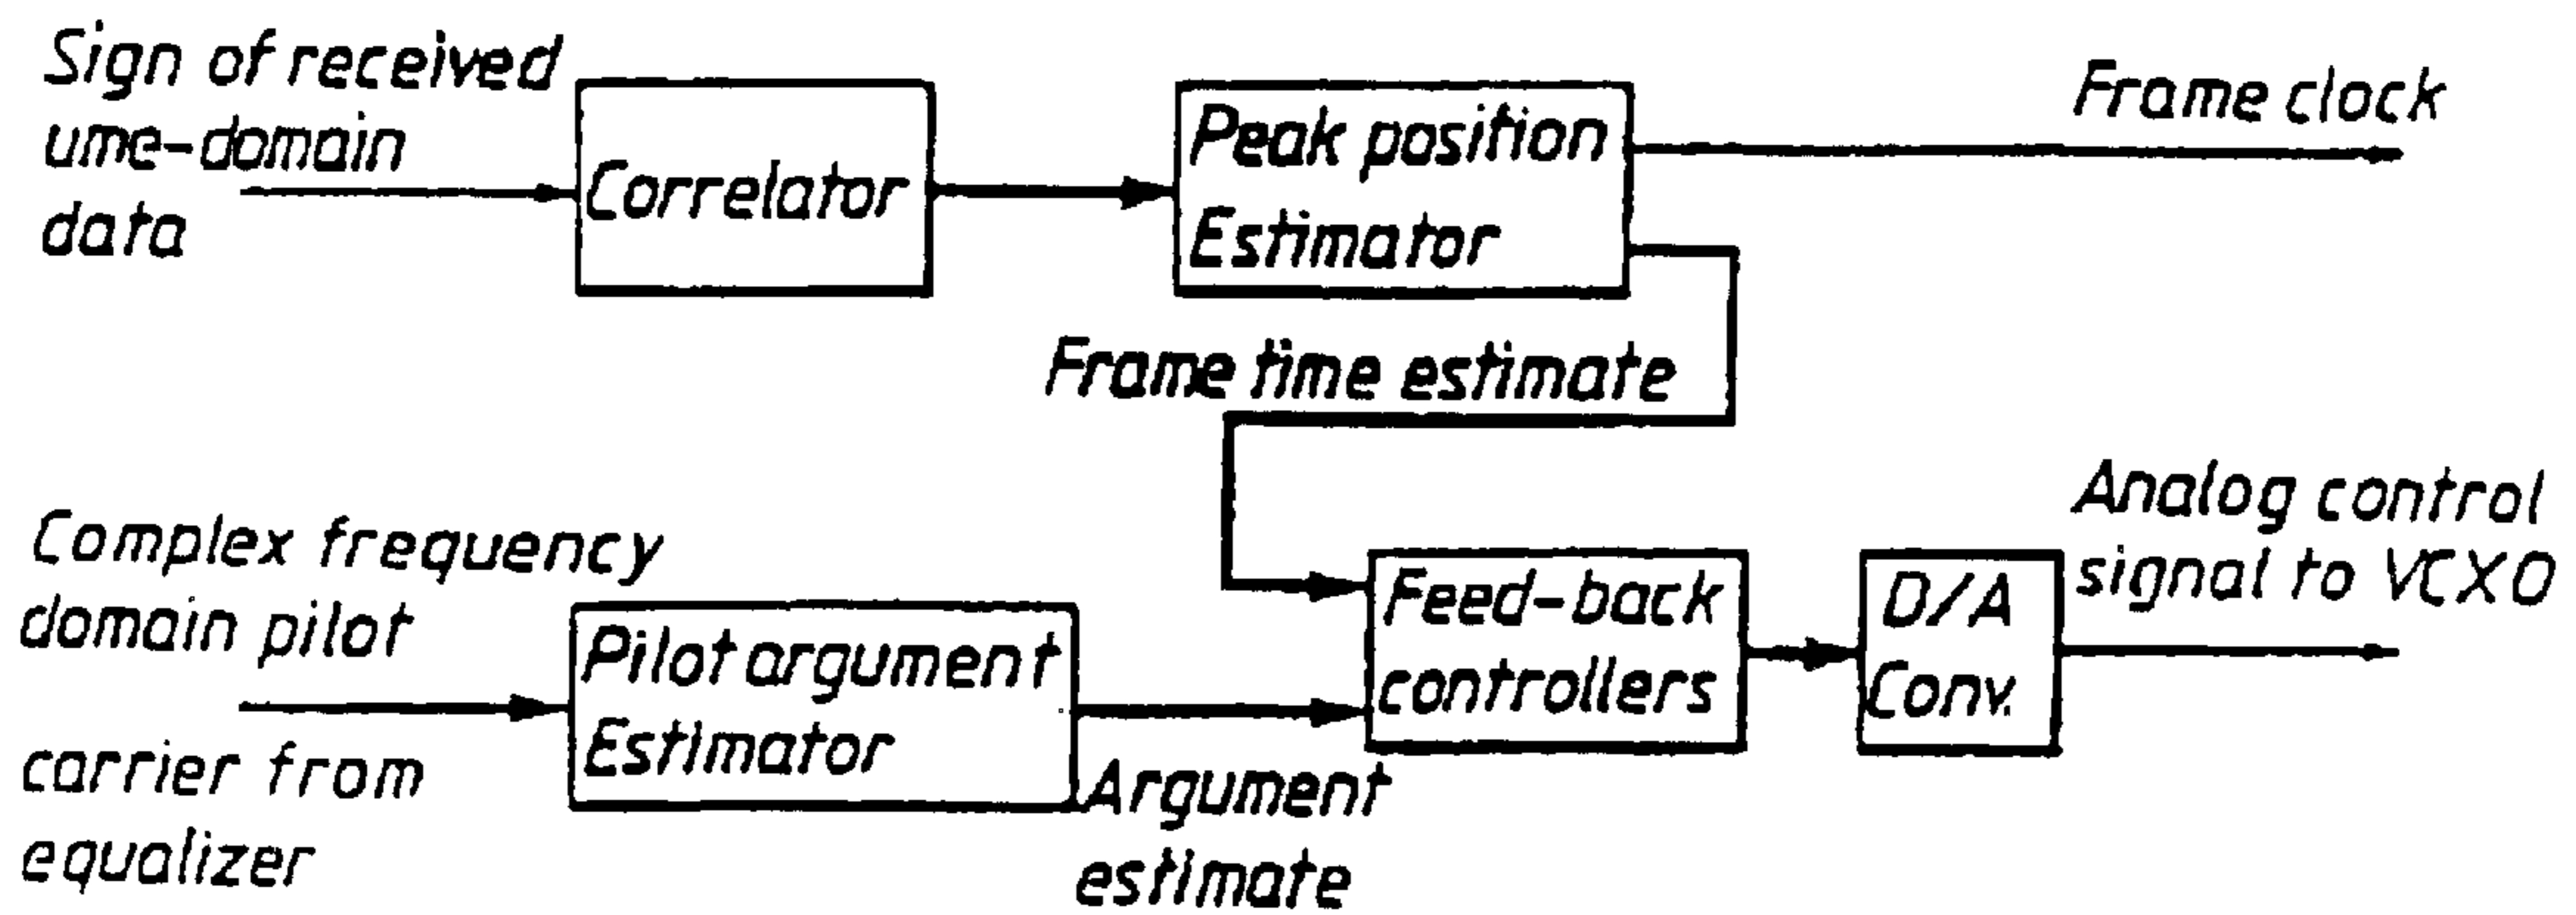 Sign of received
ume-domain
data
Correlator
Peak position
Estimator
Frame clock
Frame time estimate
Complex frequency
domain pilot
carrier from
equalizer
Pilot argument
Estimator
Argument
estimate
Feed-back
controllers
D/A
Conv.
Analog control
signal to VCXO